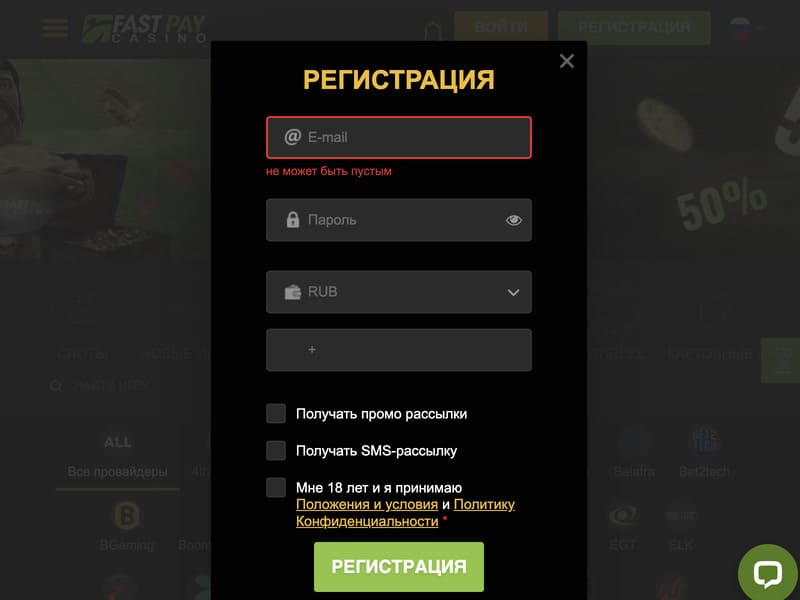 FAST PAY
CASINO
ВОЙТИ
РЕГИСТРАЦИЯ
РЕГИСТРАЦИЯ
@ E-mail
не может быть пустым
50%
Пароль
RUB
+
СЛОТЫ
НОВЫЕ
КАРТОЧНЫЕ
НАЙТИ ИГРУ
Получать промо рассылки
ALL
Все провайдеры
Получать SMS-рассылку
Belatra
Bet2tech
Мне 18 лет и я принимаю
Положения и условия и Политику
Конфиденциальности *
BGaming
Boom
EGT
ELK
РЕГИСТРАЦИЯ